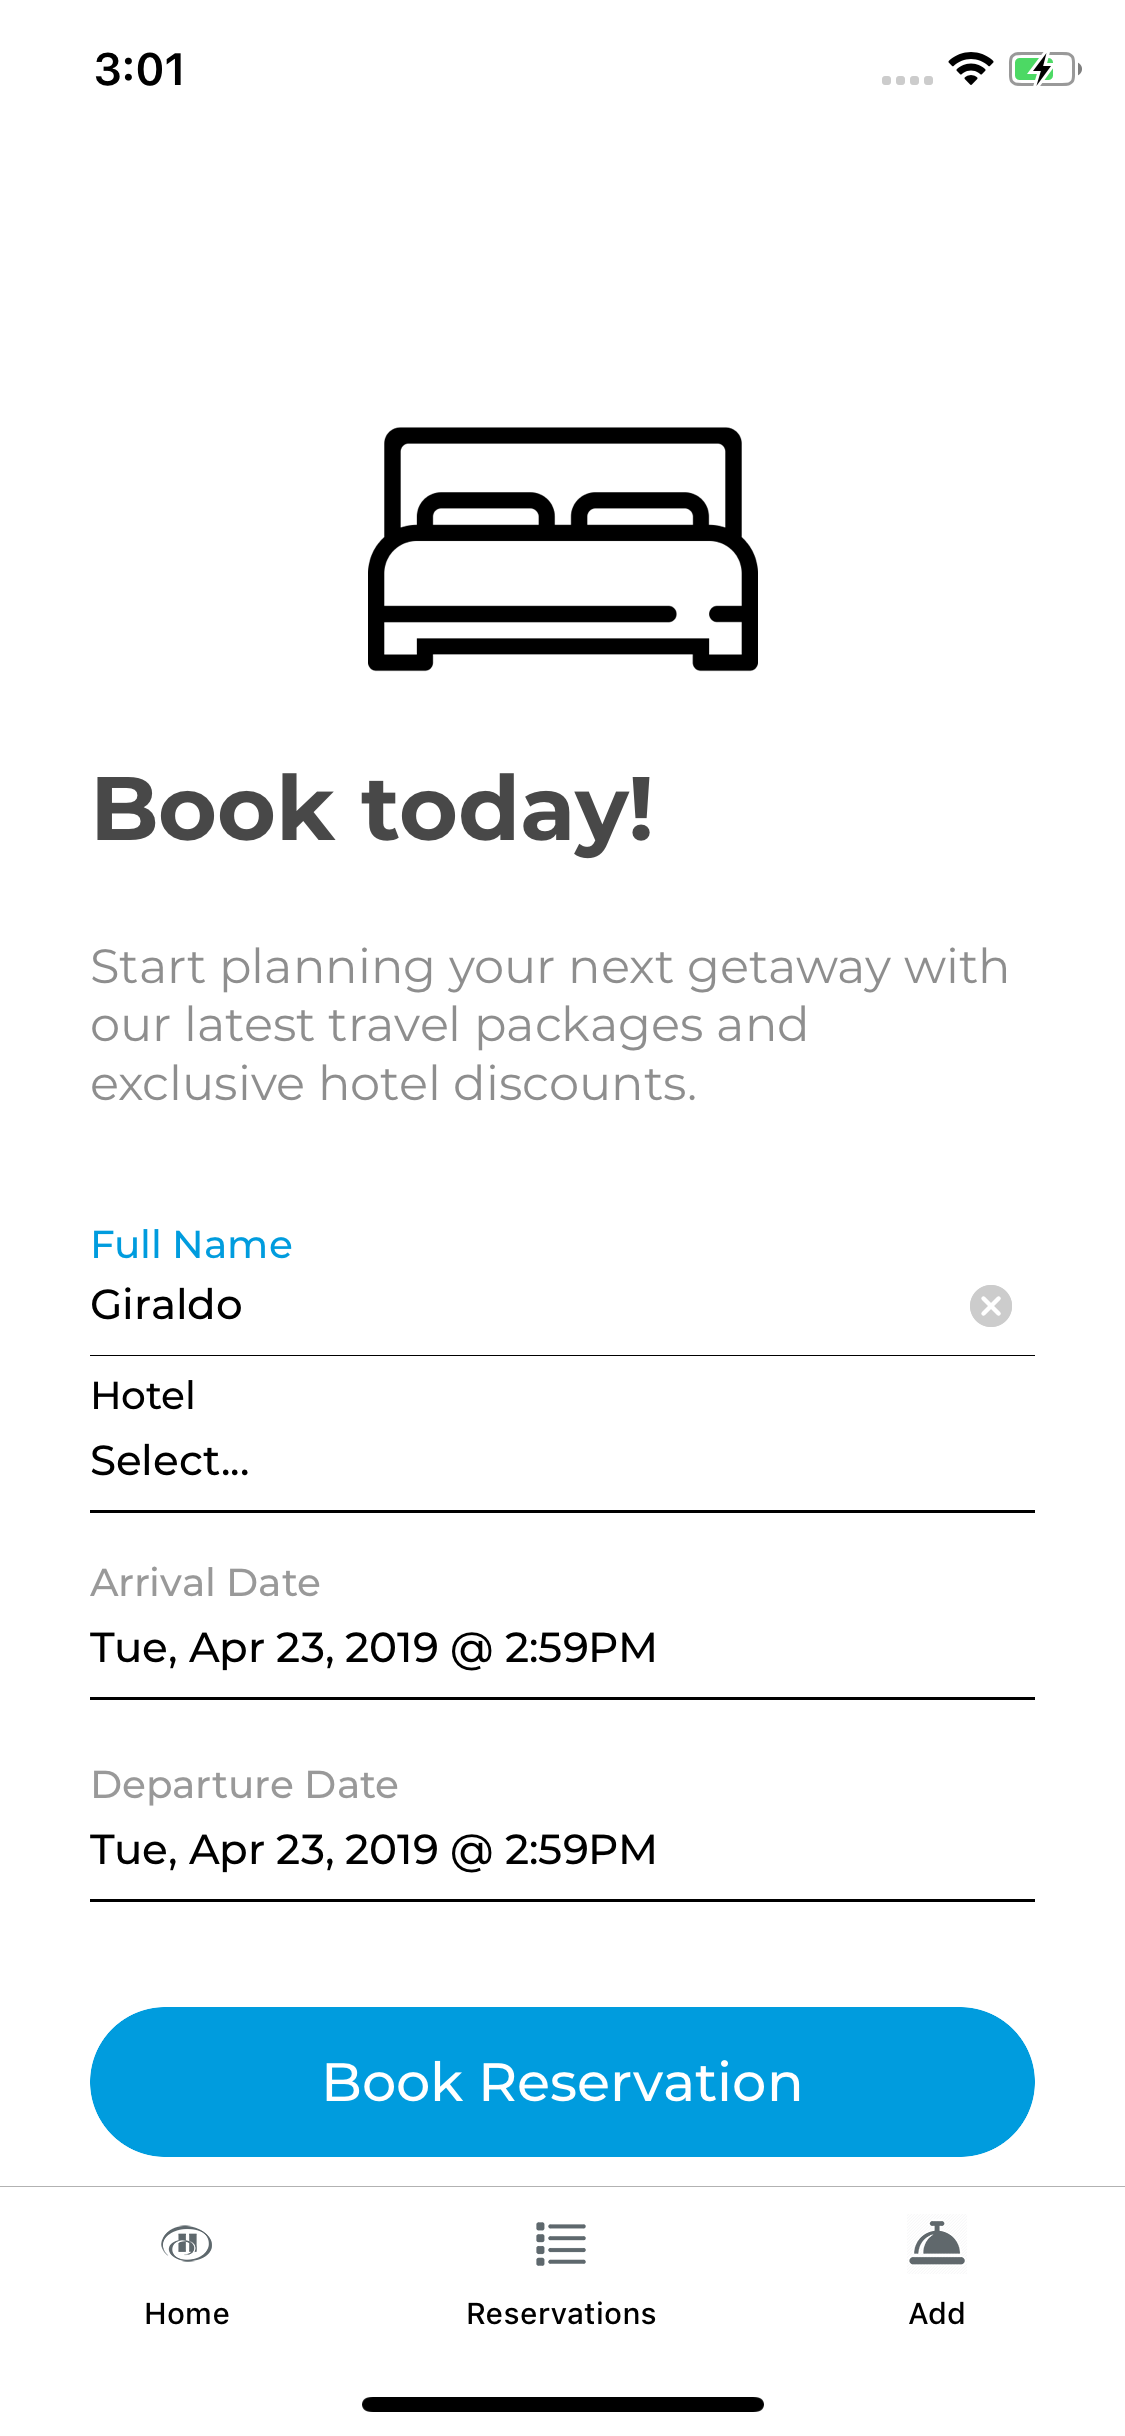 3:01
Book today!
Start planning your next getaway with
our latest travel packages and
exclusive hotel discounts.
Full Name
Giraldo
Hotel
Select...
Arrival Date
Tue, Apr 23, 2019 @ 2:59PM
Departure Date
Tue, Apr 23, 2019 @ 2:59PM
Book Reservation
Home
Reservations
Add